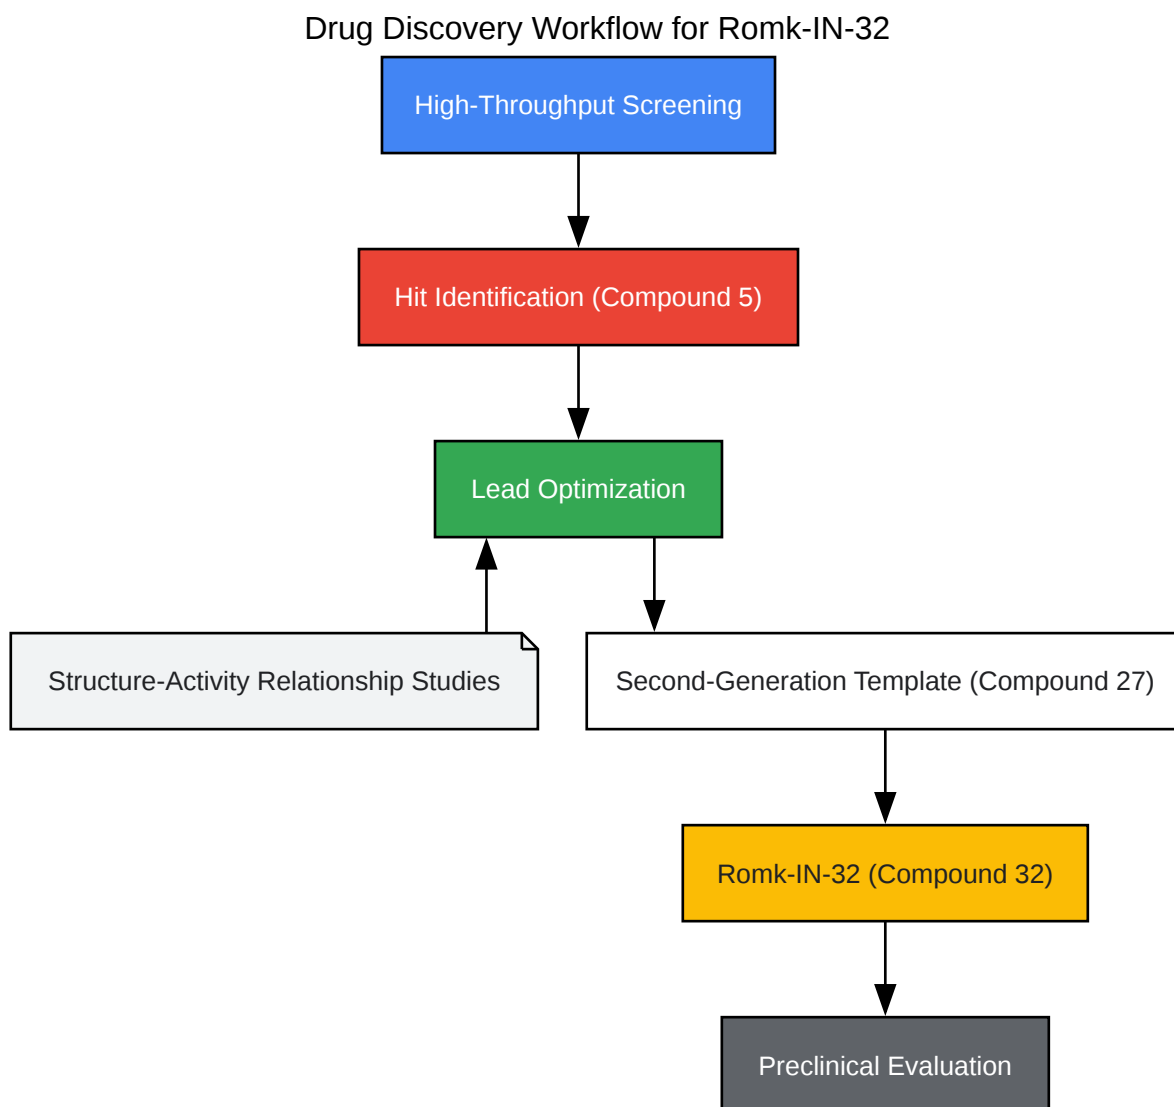 Drug Discovery Workflow for Romk-IN-32
High-Throughput Screening
Hit Identification (Compound 5)
Lead Optimization
Structure-Activity Relationship Studies
Second-Generation Template (Compound 27)
Romk-IN-32 (Compound 32)
Preclinical Evaluation